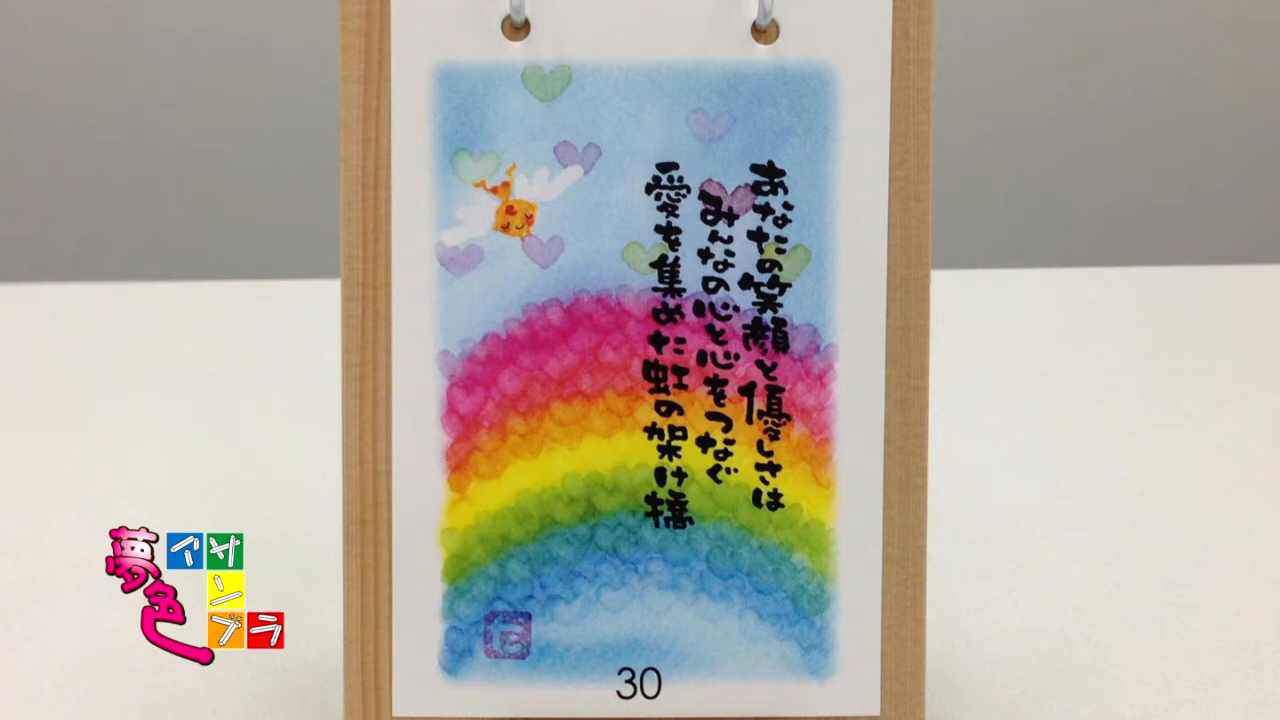 あなたの笑顔と優しさは
みんなの心と心をつなぐ
愛を集めた虹の架け橋
30
夢色
アサンブラ